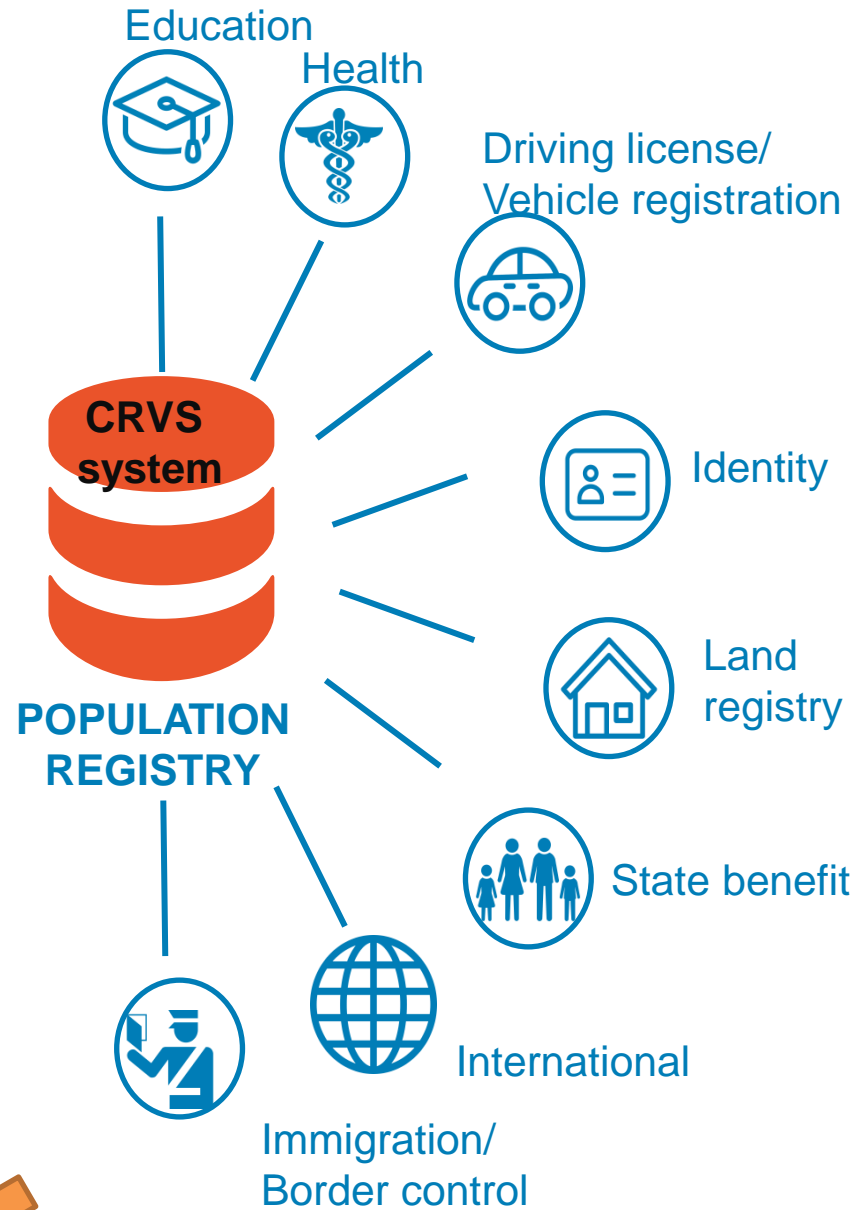 Education
Health
Driving license/
Vehicle registration
CRVS
system
Identity
Land
registry
POPULATION
REGISTRY
State benefit
International
Immigration/
Border control